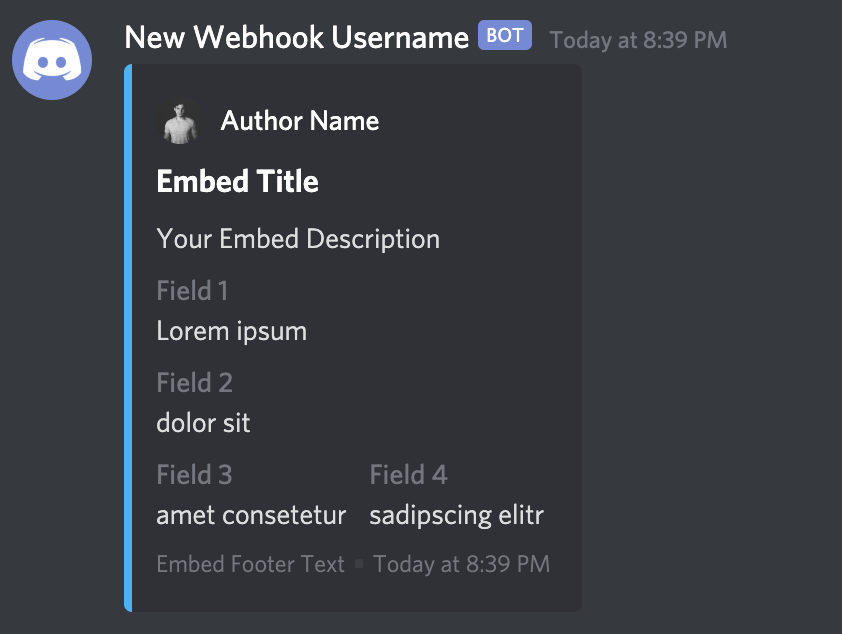 New Webhook Username BOT Today at 8:39 PM
Author Name
Embed Title
Your Embed Description
Field 1
Lorem ipsum
Field 2
dolor sit
Field 3 Field 4
amet consetetur sadipscing elitr
Embed Footer Text ▪ Today at 8:39 PM